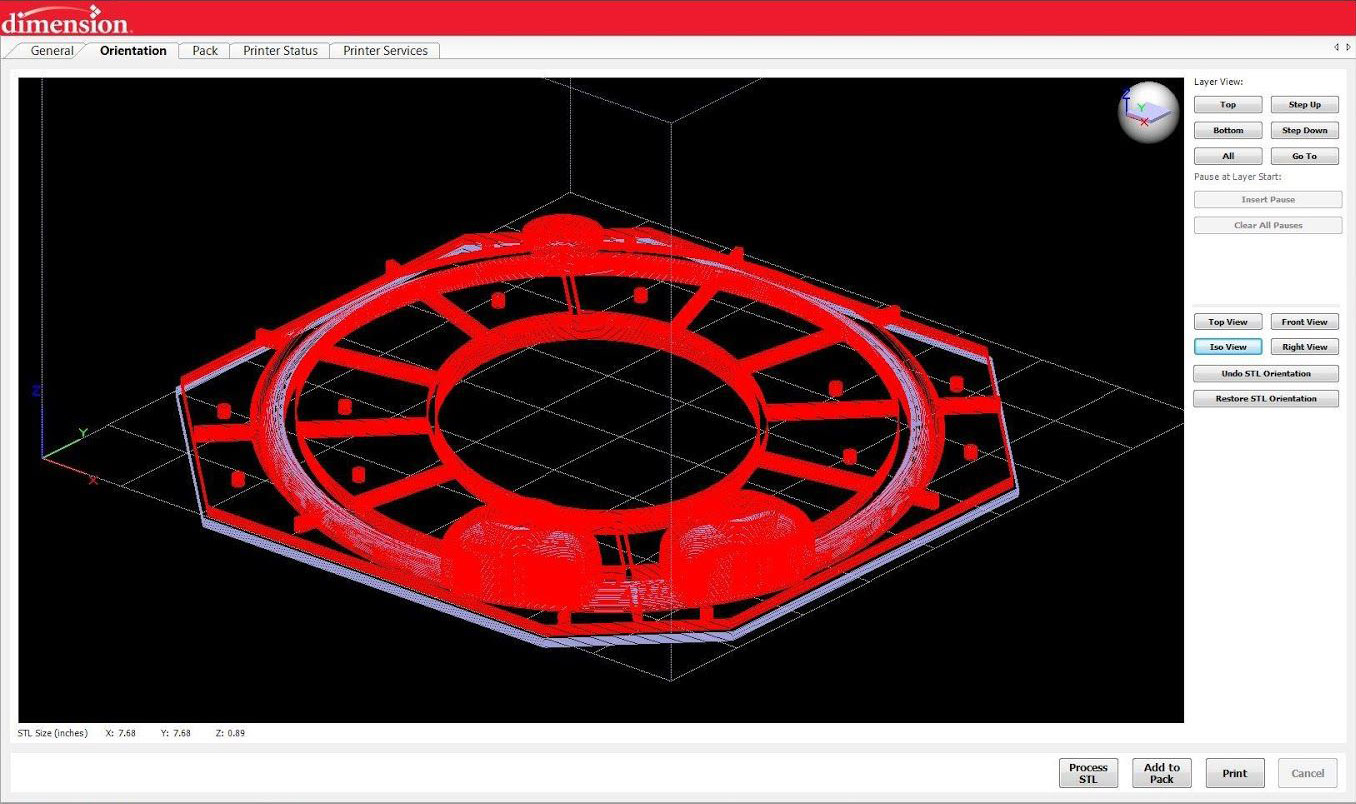 dimension
General Orientation Pack Printer Status Printer Services
Layer View:
Top Step Up
Bottom Step Down
All Go To
Pause at Layer Start:
Insert Pause
Clear All Pauses
Z
Y
X
Top View Front View
Iso View Right View
Undo STL Orientation
Restore STL Orientation
Z
Y
X
STL Size (inches) X: 7.68 Y: 7.68 Z: 0.89
Process STL
Add to Pack
Print
Cancel